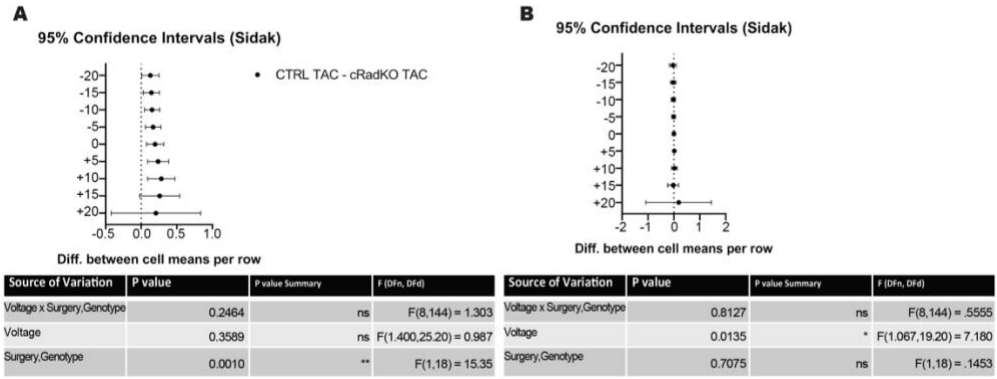 A
95% Confidence Intervals (Sidak)
-20
-15
-10
-5
0
+5
+10
+15
+20
-0.5 0.0 0.5 1.0
Diff. between cell means per row
CTRL TAC - cRadKO TAC
Source of Variation P value P value Summary F (DFn, DFd)
Voltage x Surgery,Genotype 0.2464 ns F(8,144) = 1.303
Voltage 0.3589 ns F(1.400,25.20) = 0.987
Surgery,Genotype 0.0010 ** F(1,18) = 15.35
B
95% Confidence Intervals (Sidak)
-20
-15
-10
-5
0
+5
+10
+15
+20
-2 -1 0 1 2
Diff. between cell means per row
Source of Variation P value P value Summary F (DFn, DFd)
Voltage x Surgery,Genotype 0.8127 ns F(8,144) = .5555
Voltage 0.0135 * F(1.067,19.20) = 7.180
Surgery,Genotype 0.7075 ns F(1,18) = .1453